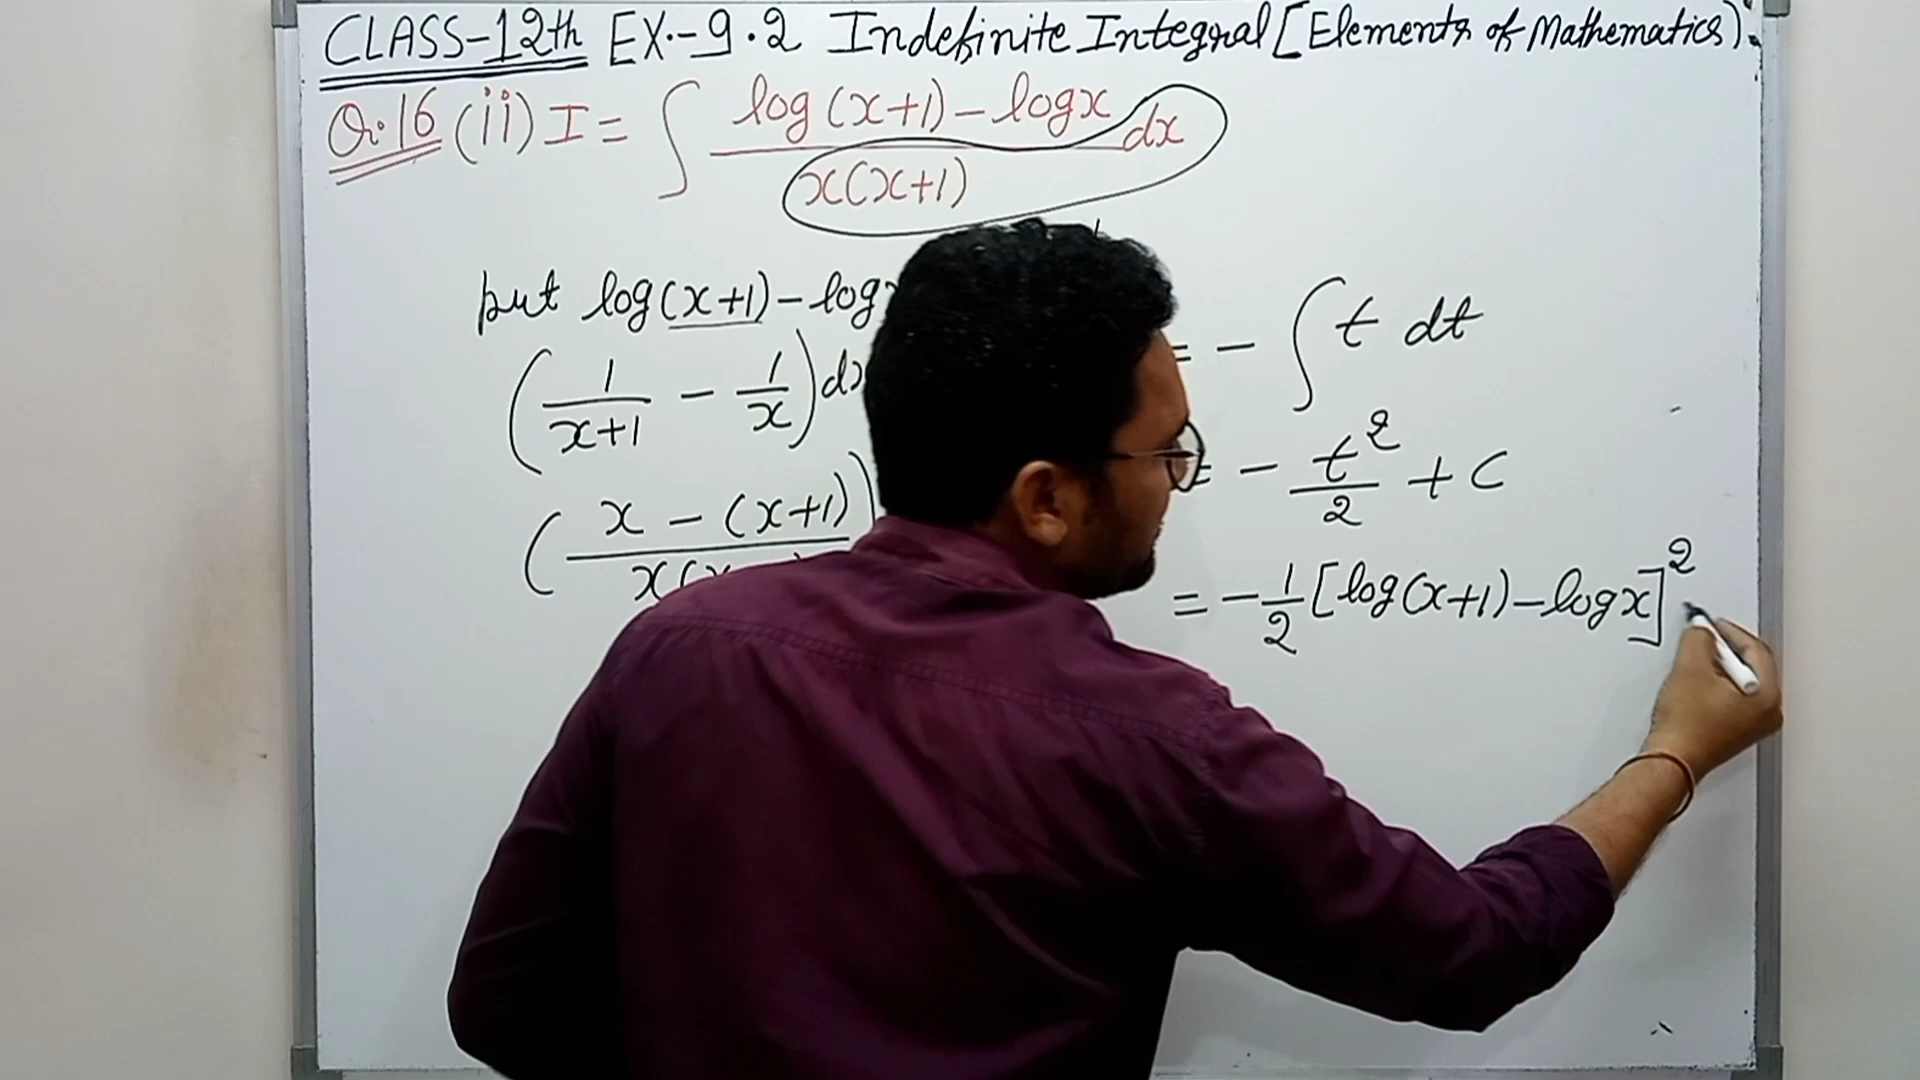 CLASS-12th EX.-9.2 Indefinite Integral [Elements of Mathematics).
Q.16 (ii) I = ∫ (log(x+1) - log x)/(x(x+1)) dx
put log(x+1) - log
(1/(x+1) - 1/x) d
(x - (x+1))/(x(x
= - ∫ t dt
= - t²/2 + C
= -1/2 [log(x+1) - log x]²